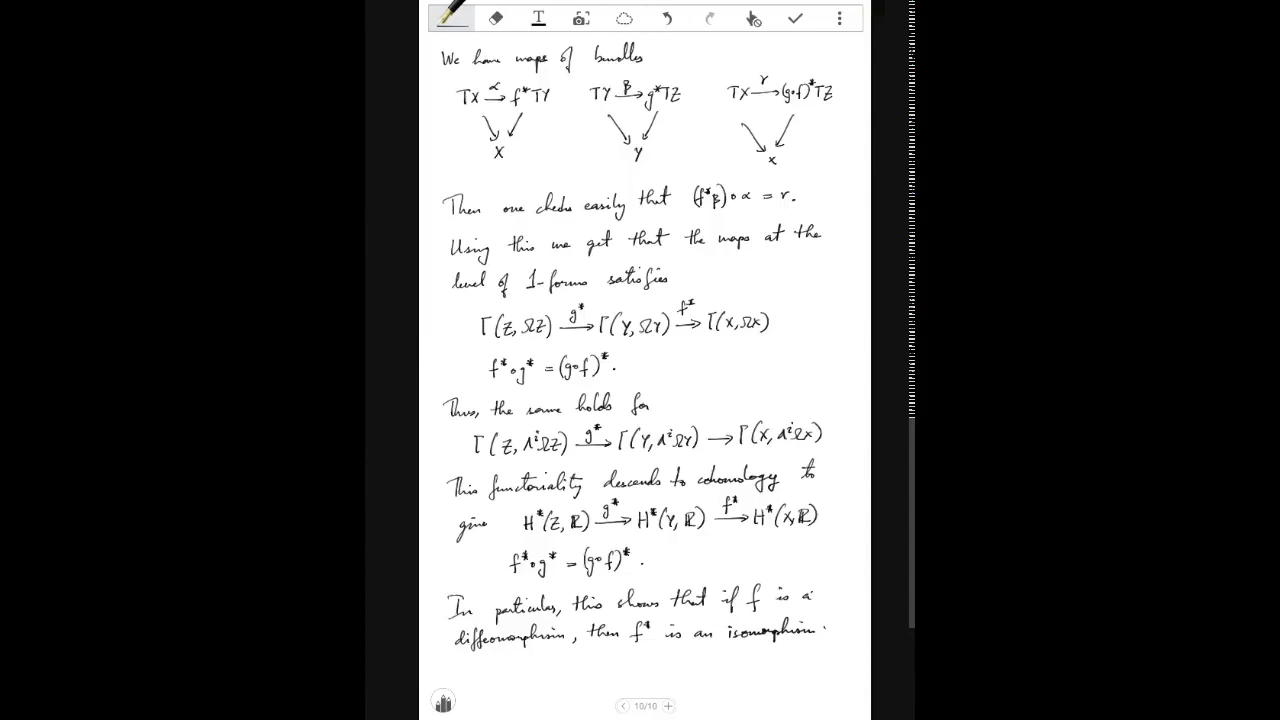 We have maps of bundles
TX →^α f*TY    TY →^β g*TZ    TX →^γ (g∘f)*TZ
X    Y    X
Then one checks easily that (f*β)∘α = γ.
Using this we get that the maps at the
level of 1-forms satisfies
Γ(Z, ΩZ) →^{g*} Γ(Y, ΩY) →^{f*} Γ(X, ΩX)
f*∘g* = (g∘f)*.
Thus, the same holds for
Γ(Z, Λ^iΩZ) →^{g*} Γ(Y, Λ^iΩY) → Γ(X, Λ^iΩX)
This functoriality descends to cohomology to
give H*(Z, ℝ) →^{g*} H*(Y, ℝ) →^{f*} H*(X, ℝ)
f*∘g* = (g∘f)*.
In particular, this shows that if f is a
diffeomorphism, then f* is an isomorphism.
10/10